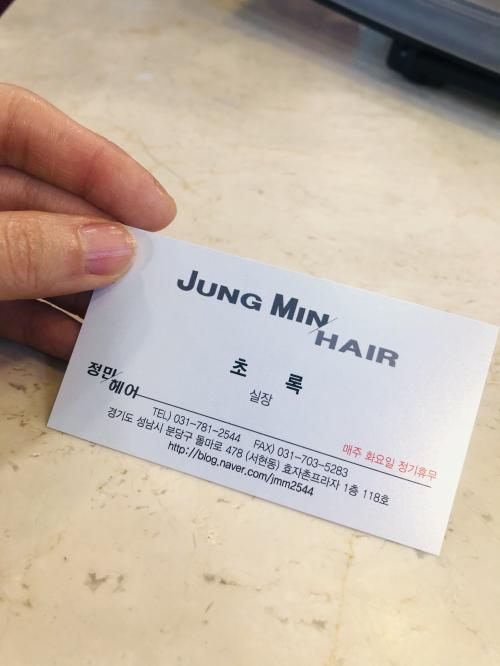 JUNG MIN
HAIR
초 록
실장
정민
헤어
매주 화요일 정기휴무
TEL) 031-781-2544 FAX) 031-703-5283
경기도 성남시 분당구 돌마로 478 (서현동) 효자촌프라자 1층 118호
http://blog.naver.com/jmm2544